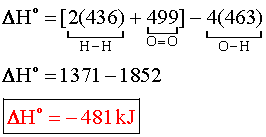 ΔH° = [2(436) + 499] − 4(463)
H−H O=O O−H
ΔH° = 1371 − 1852
ΔH° = −481 kJ